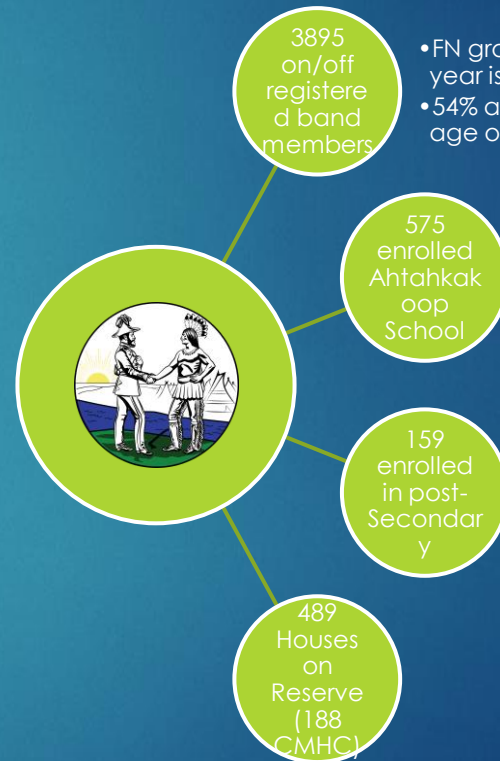 3895
on/off
registere
d band
members
•FN gro
year is
•54% a
age o
575
enrolled
Ahtahkak
oop
School
159
enrolled
in post-
Secondar
y
489
Houses
on
Reserve
(188
CMHC)